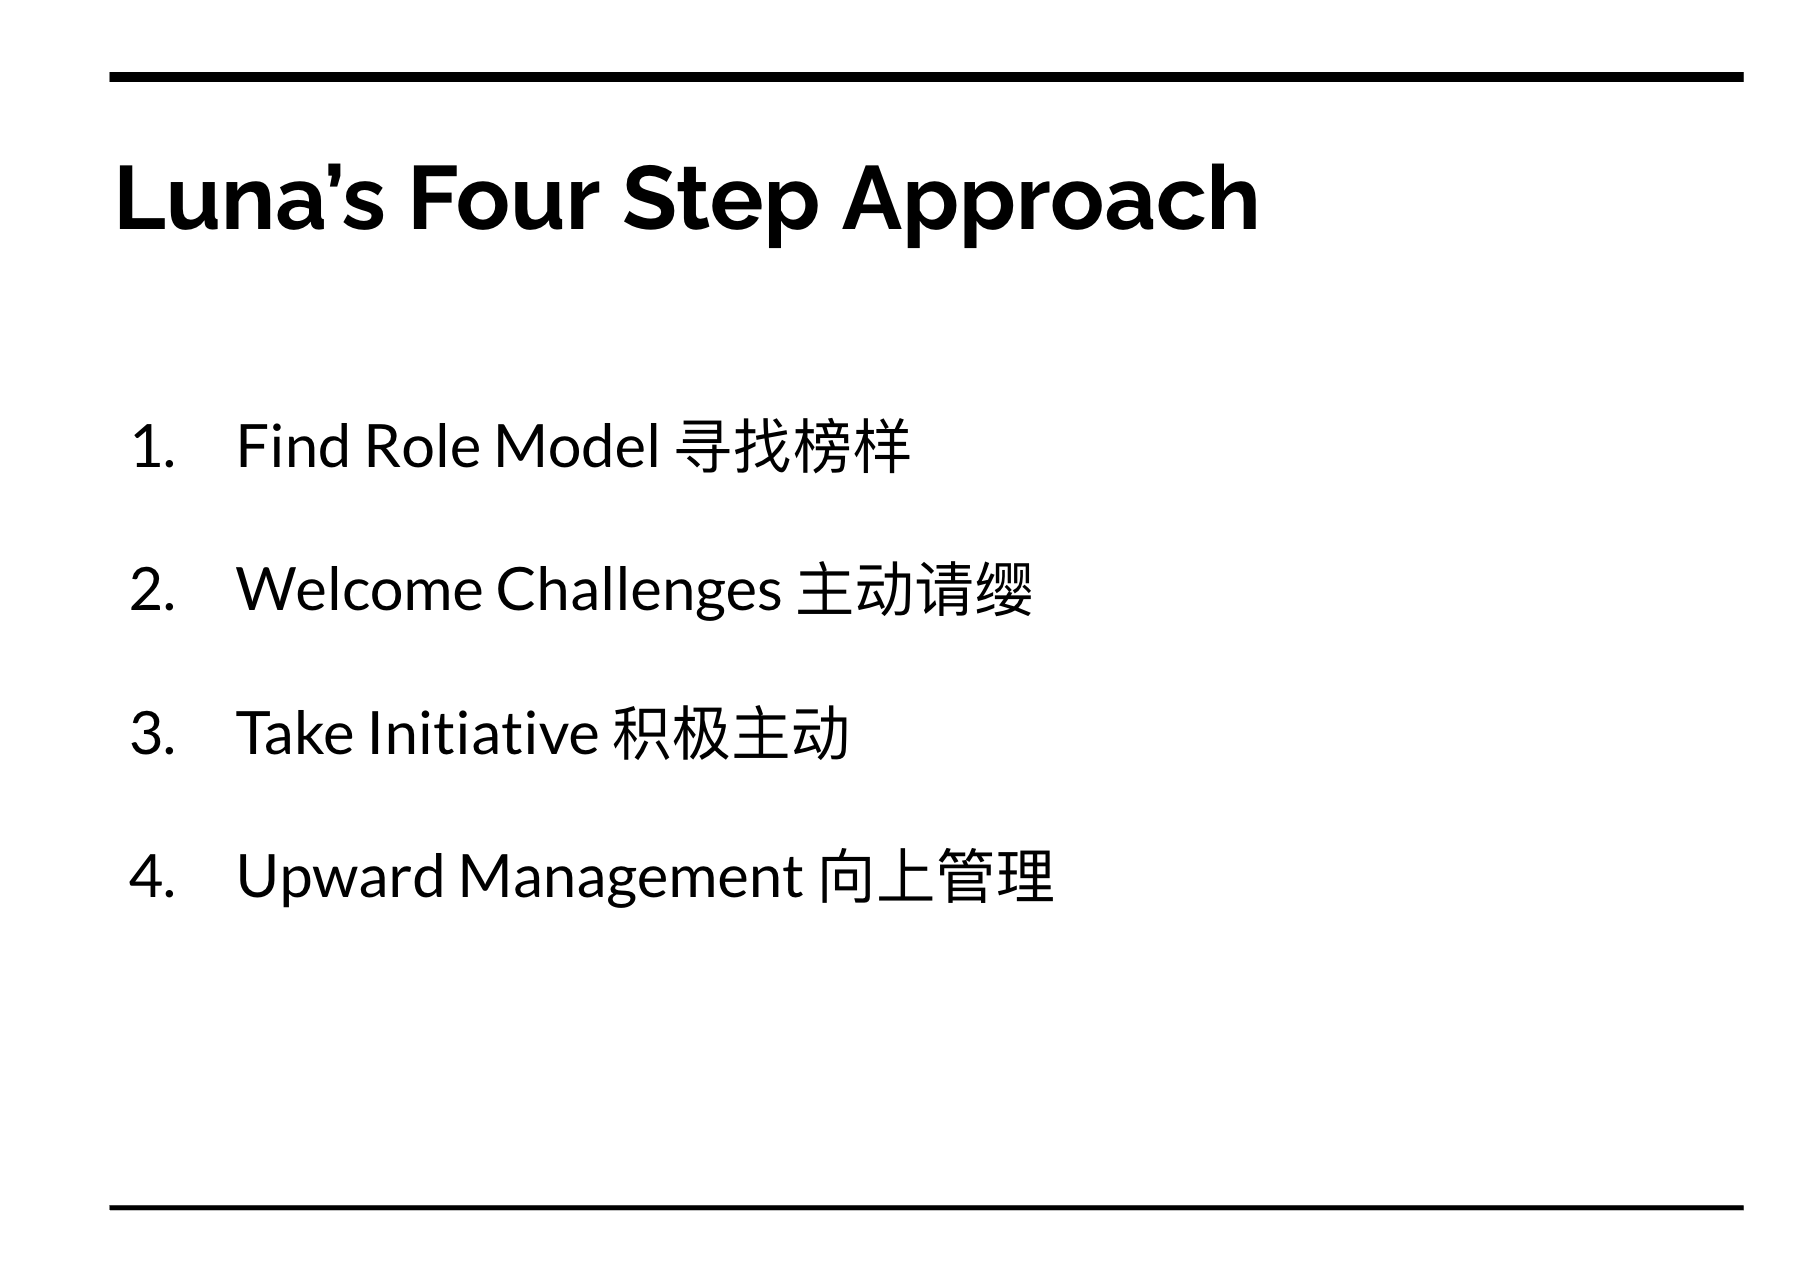 Luna’s Four Step Approach
1. Find Role Model 寻找榜样
2. Welcome Challenges 主动请缨
3. Take Initiative 积极主动
4. Upward Management 向上管理